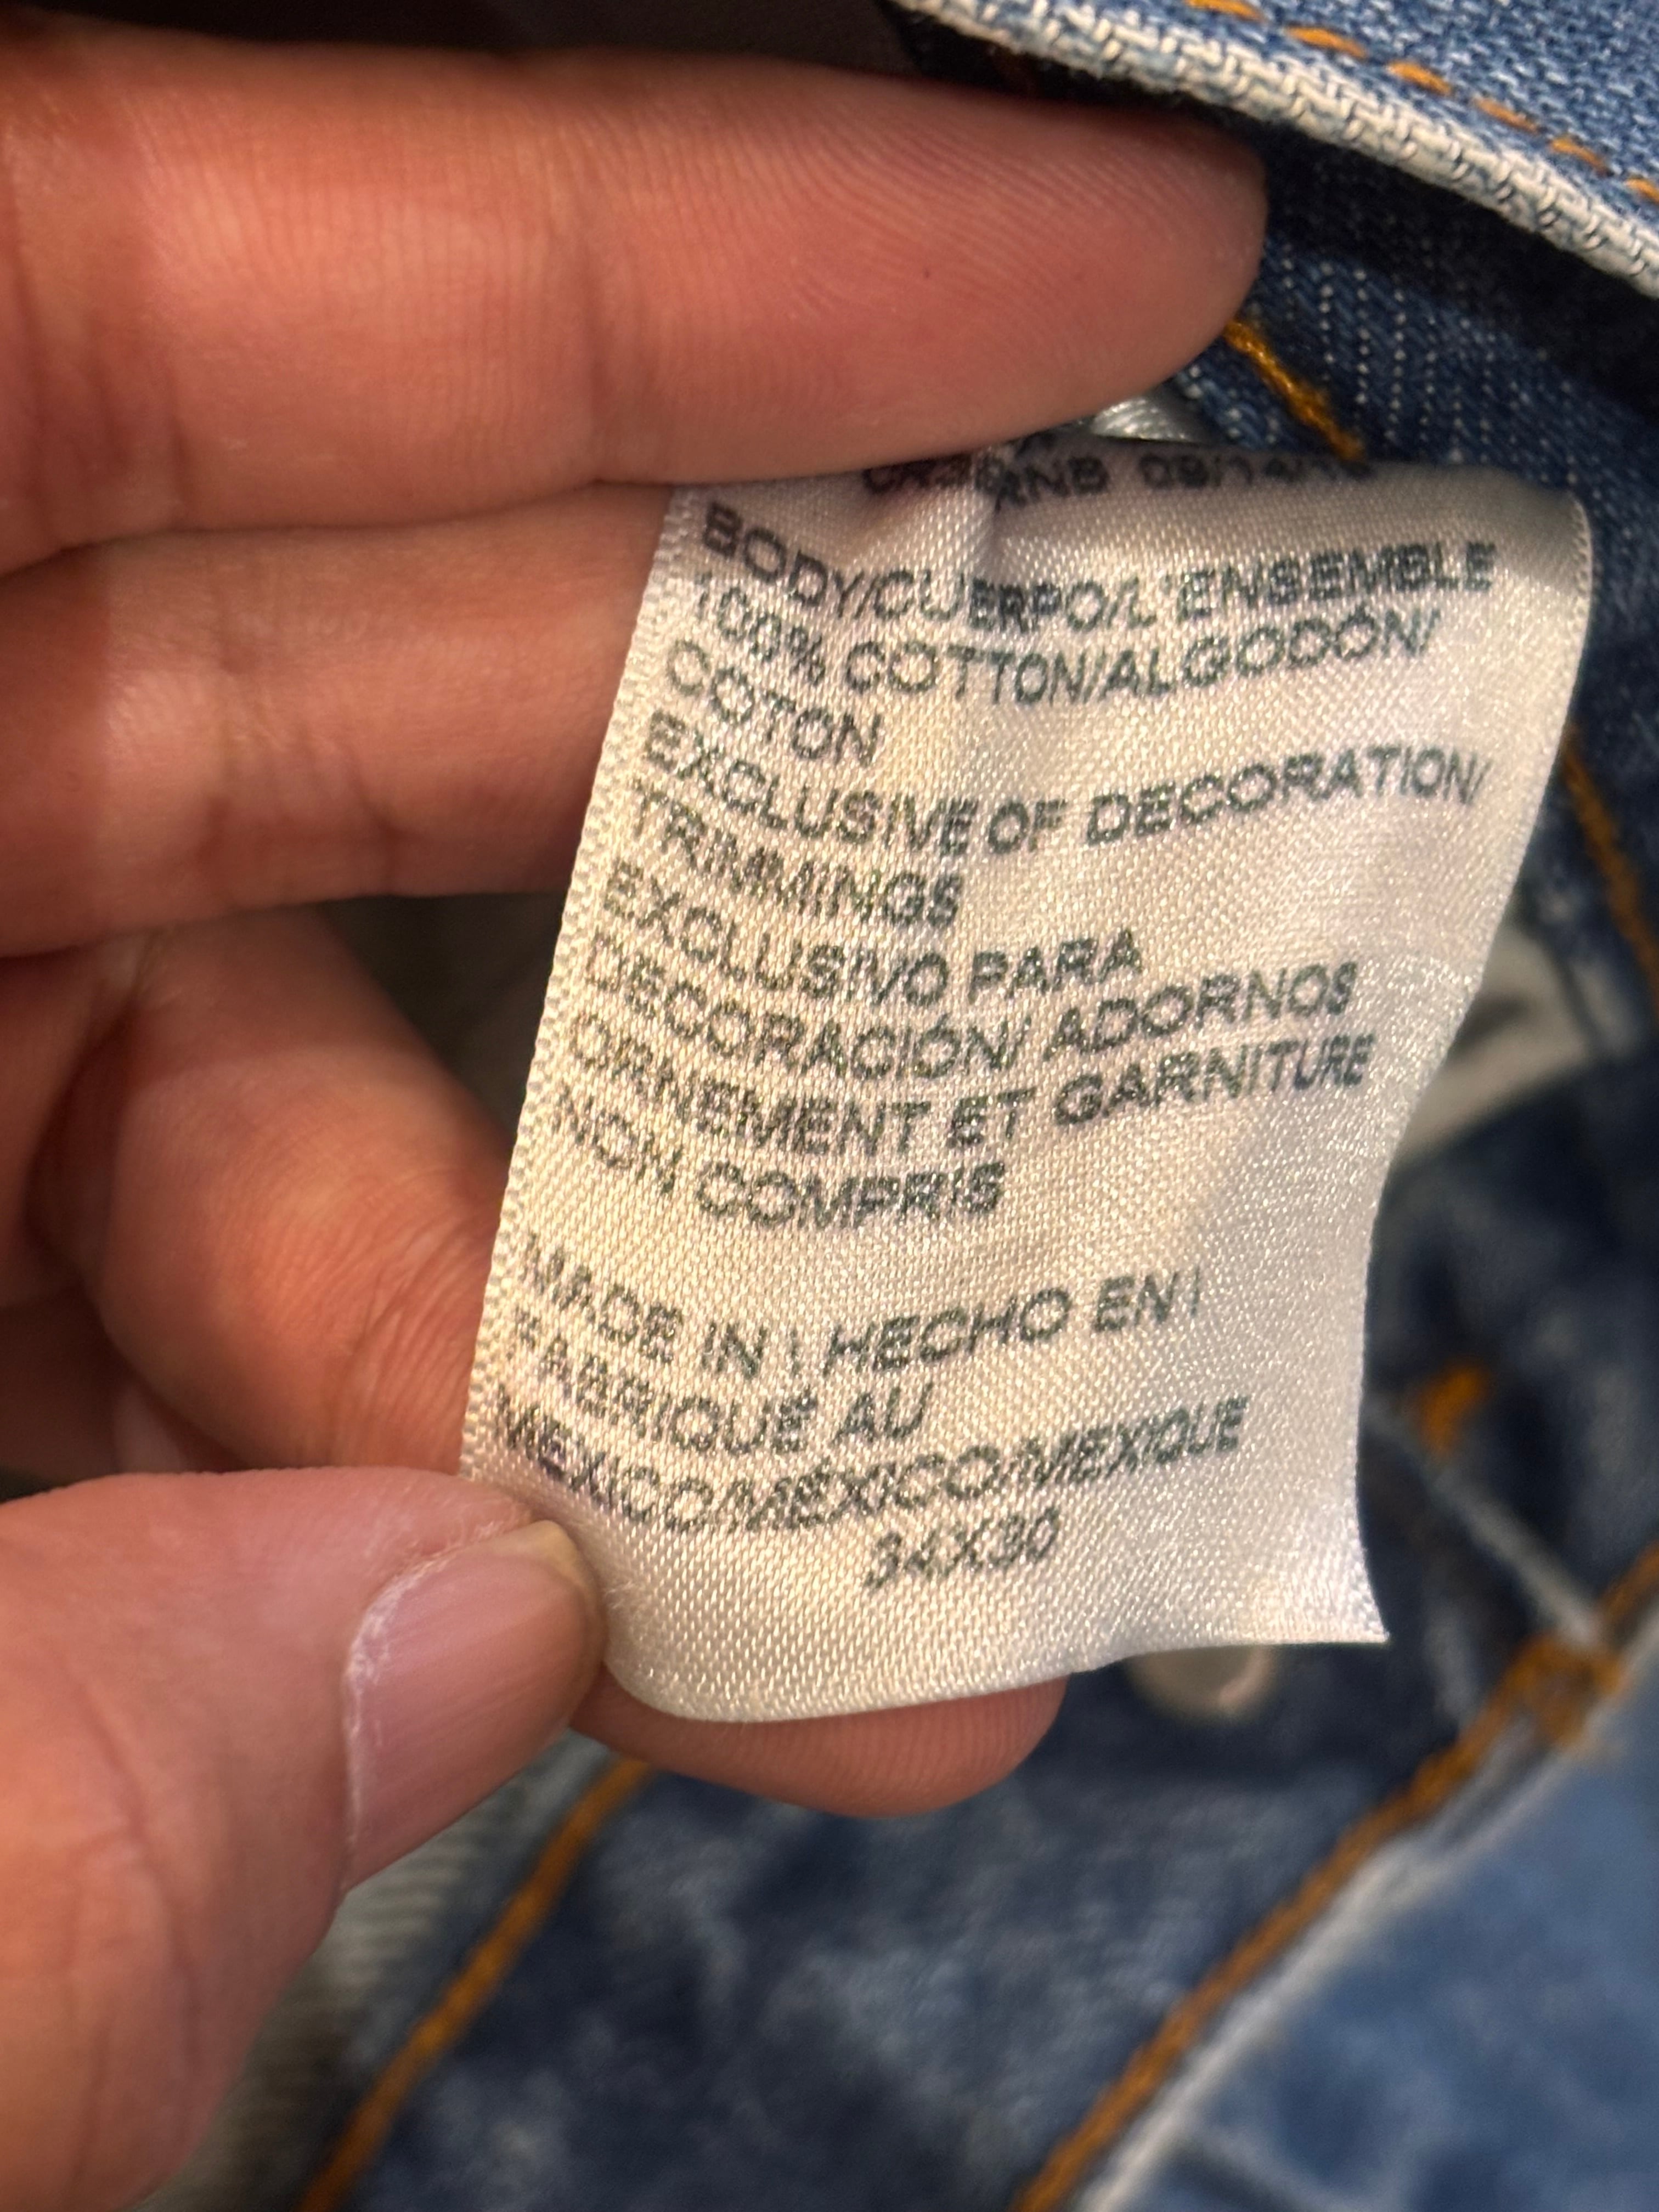 BODY/CUERPO/L'ENSEMBLE
100% COTTON/ALGODÓN/
COTON
EXCLUSIVE OF DECORATION/
TRIMMINGS
EXCLUSIVO PARA
DECORACIÓN/ ADORNOS
ORNEMENT ET GARNITURE
NON COMPRIS
MADE IN \ HECHO EN /
FABRIQUÉ AU
MEXICO/MÉXICO/MEXIQUE
34X30